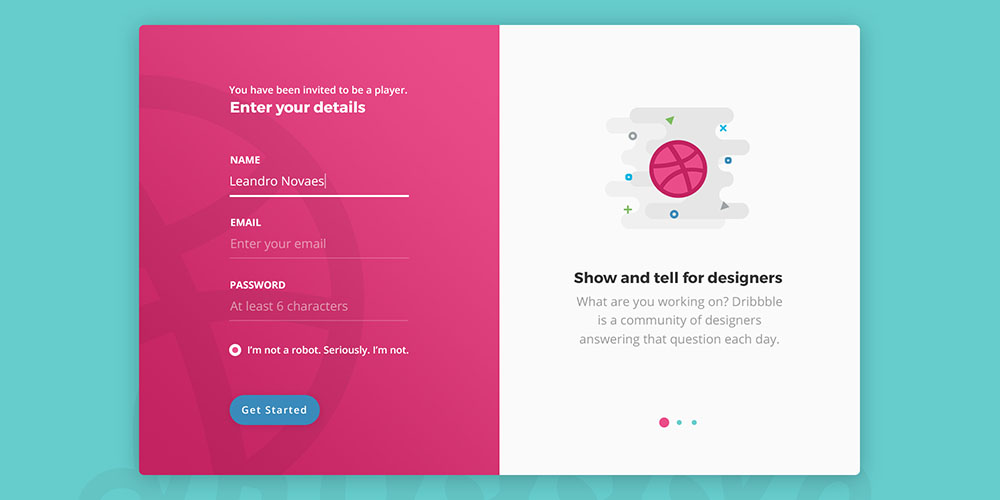 You have been invited to be a player.
Enter your details
NAME
Leandro Novaes
EMAIL
Enter your email
PASSWORD
At least 6 characters
I'm not a robot. Seriously. I'm not.
Get Started
Show and tell for designers
What are you working on? Dribbble
is a community of designers
answering that question each day.